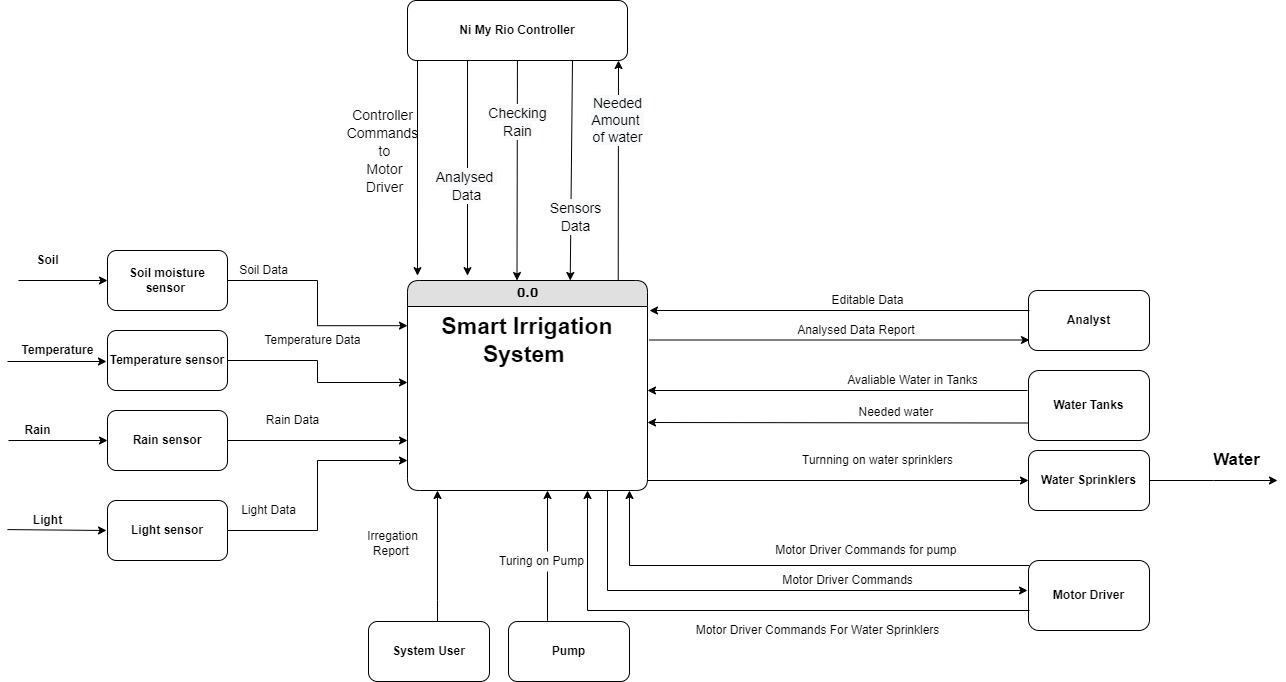 Ni My Rio Controller
Controller
Commands
to
Motor
Driver
Analysed
Data
Checking
Rain
Sensors
Data
Needed
Amount
of water
Soil
Soil moisture
sensor
Soil Data
Temperature
Temperature sensor
Temperature Data
Rain
Rain sensor
Rain Data
Light
Light sensor
Light Data
0.0
Smart Irrigation
System
Editable Data
Analysed Data Report
Analyst
Avaliable Water in Tanks
Needed water
Water Tanks
Turnning on water sprinklers
Water Sprinklers
Water
Irregation
Report
System User
Turing on Pump
Pump
Motor Driver Commands for pump
Motor Driver Commands
Motor Driver Commands For Water Sprinklers
Motor Driver